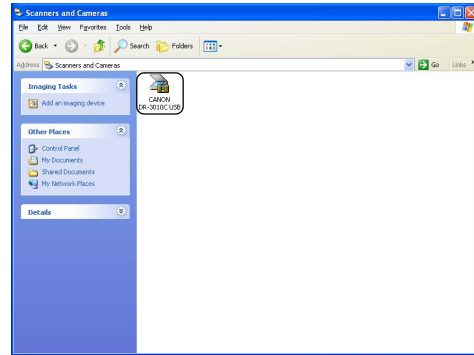 Scanners and Cameras
File Edit View Favorites Tools Help
Back Search Folders
Address Scanners and Cameras Go Links
Imaging Tasks
Add an imaging device
CANON
DR-3010C USB
Other Places
Control Panel
My Documents
Shared Documents
My Network Places
Details